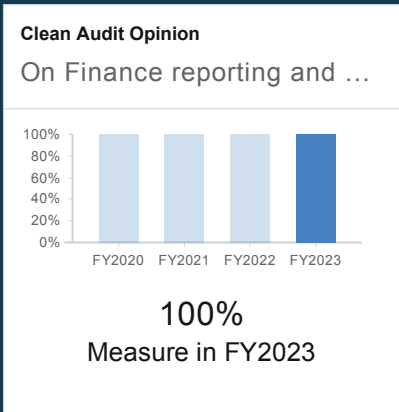 Clean Audit Opinion
On Finance reporting and ...
100%
80%
60%
40%
20%
0%
FY2020 FY2021 FY2022 FY2023
100%
Measure in FY2023